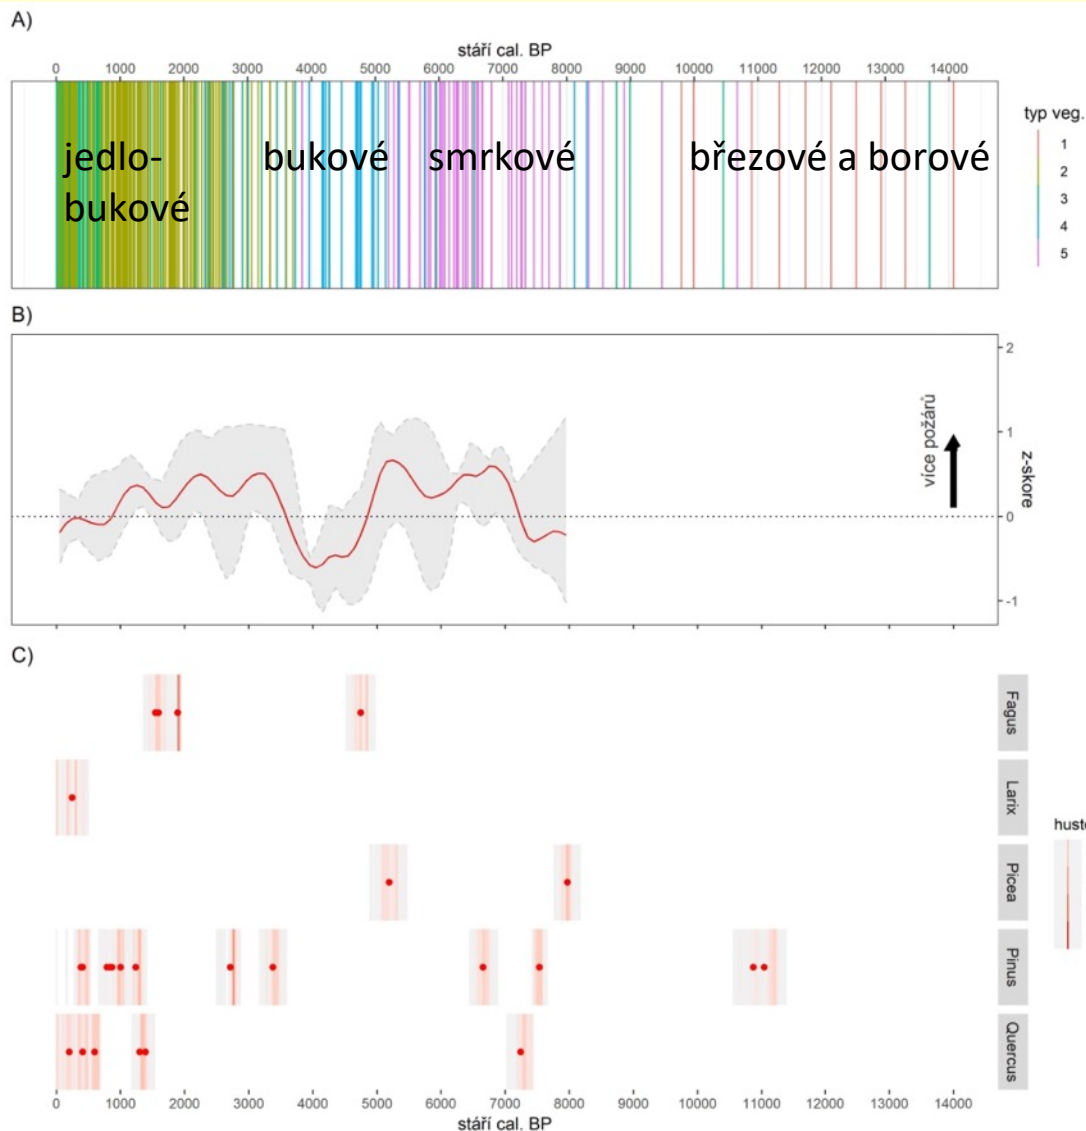 A)
stáří cal. BP
0 1000 2000 3000 4000 5000 6000 7000 8000 9000 10000 11000 12000 13000 14000
jedlo-
bukové
bukové
smrkové
březové a borové
typ veg.
1
2
3
4
5
B)
více požárů
z-skore
2
1
0
-1
C)
Fagus
Larix
Picea
Pinus
Quercus
0 1000 2000 3000 4000 5000 6000 7000 8000 9000 10000 11000 12000 13000 14000
stáří cal. BP